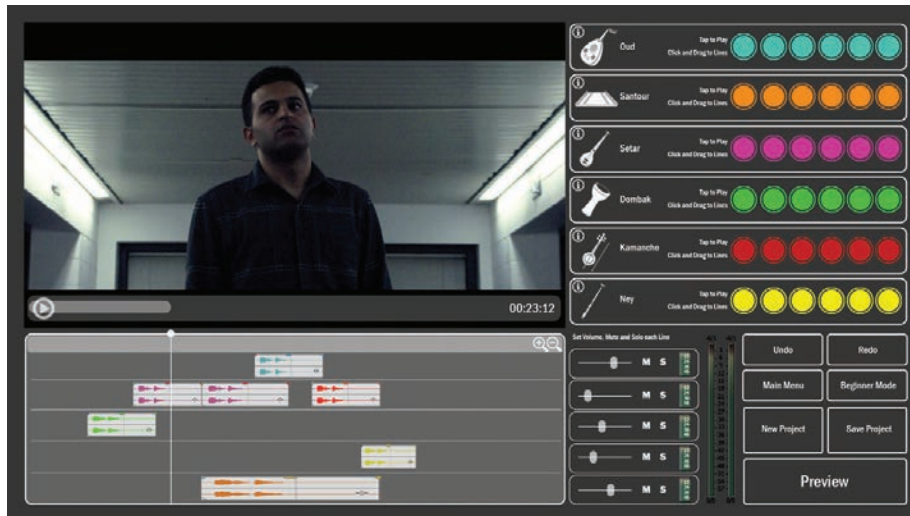 Oud
Tap to Play
Click and Drag to Lines
Santour
Tap to Play
Click and Drag to Lines
Setar
Tap to Play
Click and Drag to Lines
Dombak
Tap to Play
Click and Drag to Lines
Kamanche
Tap to Play
Click and Drag to Lines
Ney
Tap to Play
Click and Drag to Lines
00:23:12
Set Volume, Mute and Solo each Line
M S
M S
M S
M S
M S
Undo
Redo
Main Menu
Beginner Mode
New Project
Save Project
Preview